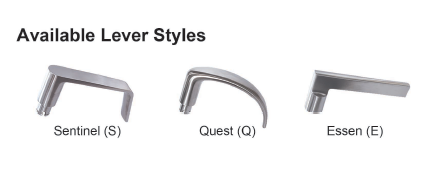 Available Lever Styles
Sentinel (S)
Quest (Q)
Essen (E)